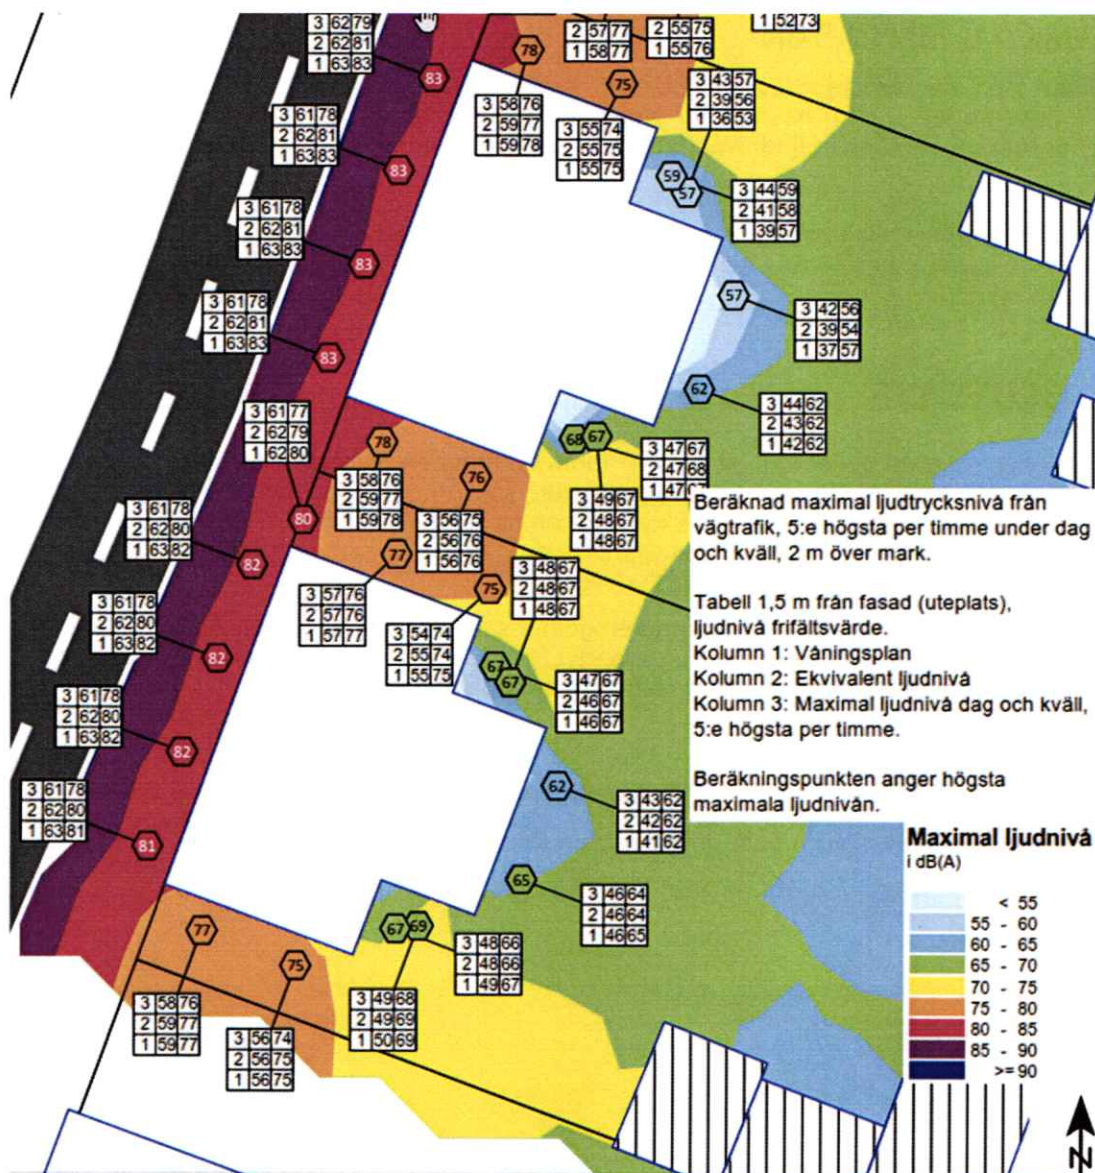 3 62 79
2 62 81
1 63 83
83
2 57 77
1 58 77
2 55 75
1 55 76
1 52 73
78
75
3 43 57
2 39 56
1 36 53
3 58 76
2 59 77
1 59 78
3 55 74
2 55 75
1 55 75
3 61 78
2 62 81
1 63 83
83
59
57
3 44 59
2 41 58
1 39 57
3 61 78
2 62 81
1 63 83
83
57
3 42 56
2 39 54
1 37 57
3 61 78
2 62 81
1 63 83
83
62
3 44 62
2 43 62
1 42 62
3 61 77
2 62 79
1 62 80
80
78
3 58 76
2 59 77
1 59 78
76
3 56 75
2 56 76
1 56 76
68
67
3 47 67
2 47 68
1 47
3 49 67
2 48 67
1 48 67
Beräknad maximal ljudtrycksnivå från
vägtrafik, 5:e högsta per timme under dag
och kväll, 2 m över mark.
Tabell 1,5 m från fasad (uteplats),
ljudnivå frifältsvärde.
Kolumn 1: Våningsplan
Kolumn 2: Ekvivalent ljudnivå
Kolumn 3: Maximal ljudnivå dag och kväll,
5:e högsta per timme.
Beräkningspunkten anger högsta
maximala ljudnivån.
3 61 78
2 62 80
1 63 82
82
77
3 57 76
2 57 76
1 57 77
75
3 54 74
2 55 74
1 55 75
3 48 67
2 48 67
1 48 67
67
67
3 47 67
2 46 67
1 46 67
3 61 78
2 62 80
1 63 82
82
3 61 78
2 62 80
1 63 82
82
62
3 43 62
2 42 62
1 41 62
3 61 78
2 62 80
1 63 81
81
65
3 46 64
2 46 64
1 46 65
77
3 58 76
2 59 77
1 59 77
75
3 56 74
2 56 75
1 56 75
67
69
3 48 66
2 48 66
1 49 67
3 49 68
2 49 69
1 50 69
Maximal ljudnivå
i dB(A)
< 55
55 - 60
60 - 65
65 - 70
70 - 75
75 - 80
80 - 85
85 - 90
>= 90
N